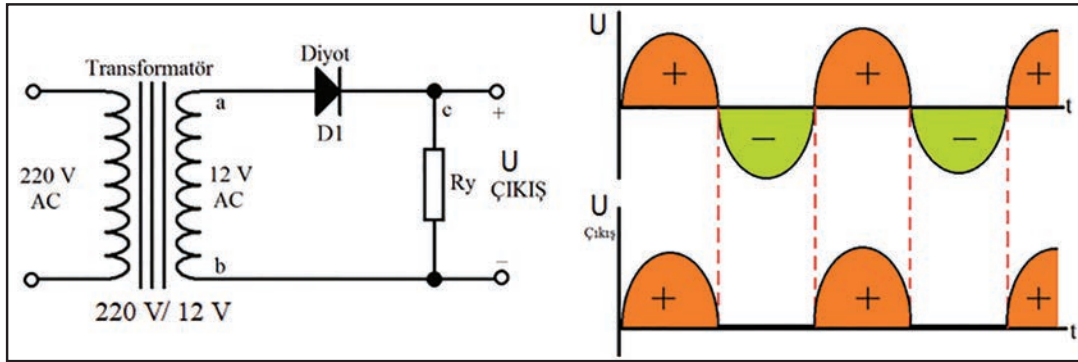 Transformatör
Diyot
D1
a
b
c
+
−
220 V
AC
12 V
AC
Ry
U
ÇIKIŞ
220 V/ 12 V
U
+
+
+
−
−
t
U
Çıkış
+
+
+
t